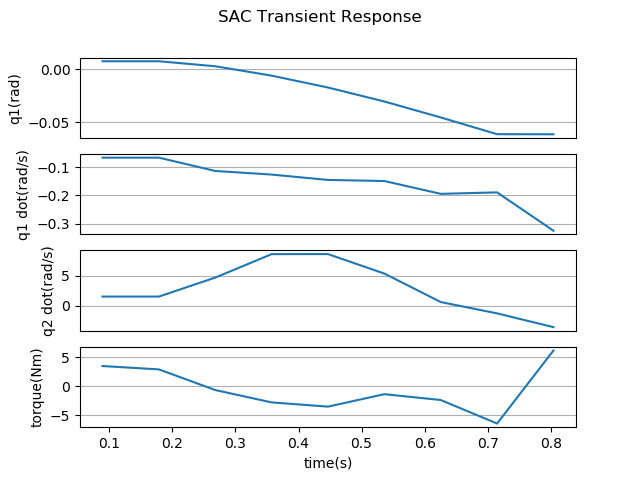 SAC Transient Response
q1(rad)
0.00
−0.05
q1 dot(rad/s)
−0.1
−0.2
−0.3
q2 dot(rad/s)
5
0
torque(Nm)
5
0
−5
0.1 0.2 0.3 0.4 0.5 0.6 0.7 0.8
time(s)